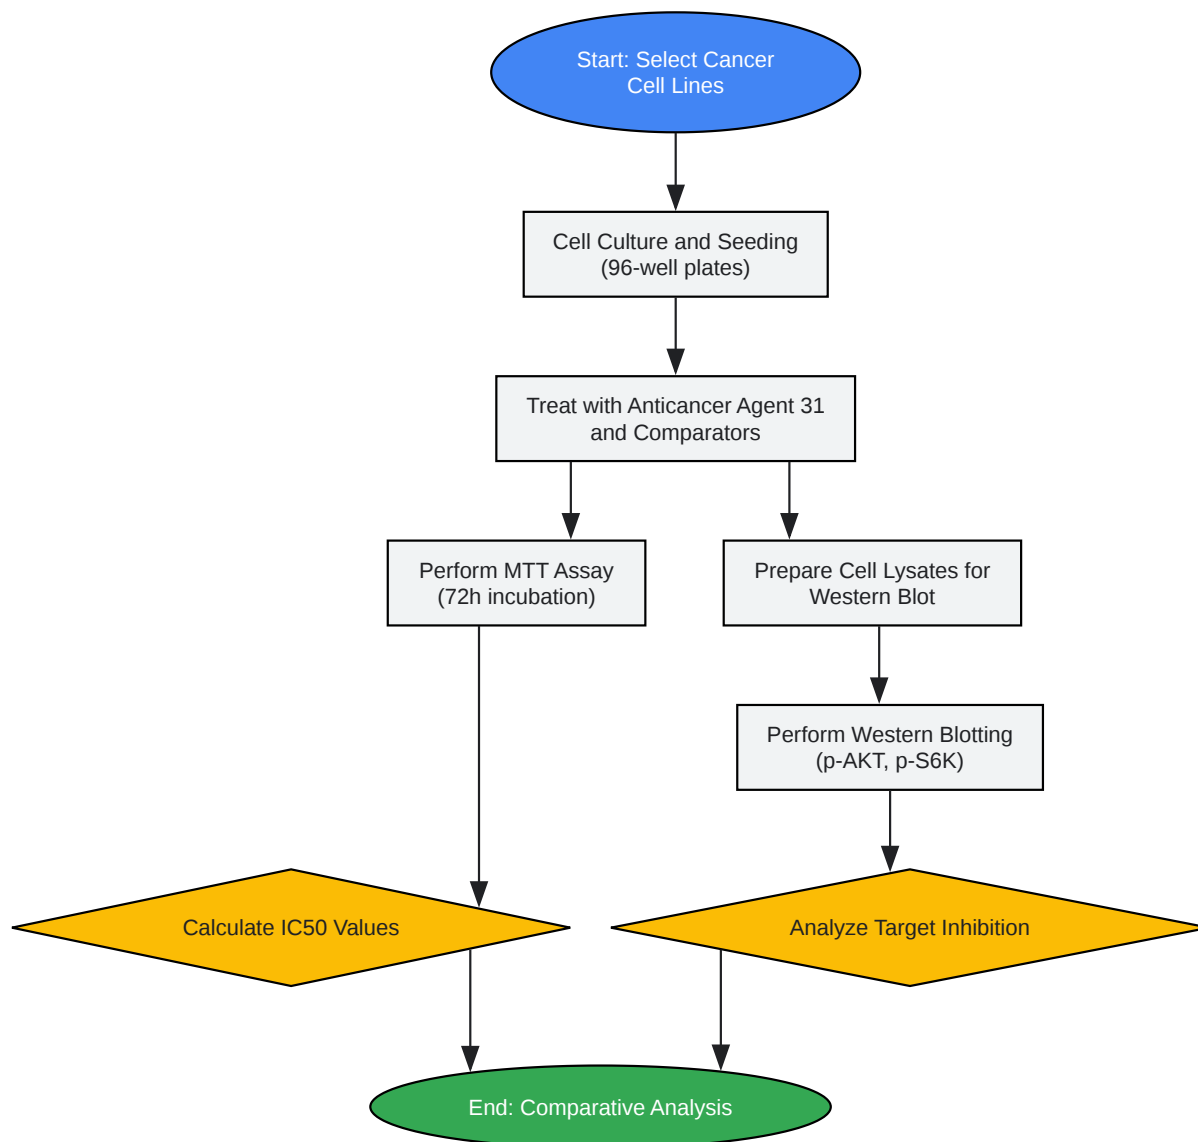 Start: Select Cancer
Cell Lines
Cell Culture and Seeding
(96-well plates)
Treat with Anticancer Agent 31
and Comparators
Perform MTT Assay
(72h incubation)
Prepare Cell Lysates for
Western Blot
Perform Western Blotting
(p-AKT, p-S6K)
Calculate IC50 Values
Analyze Target Inhibition
End: Comparative Analysis